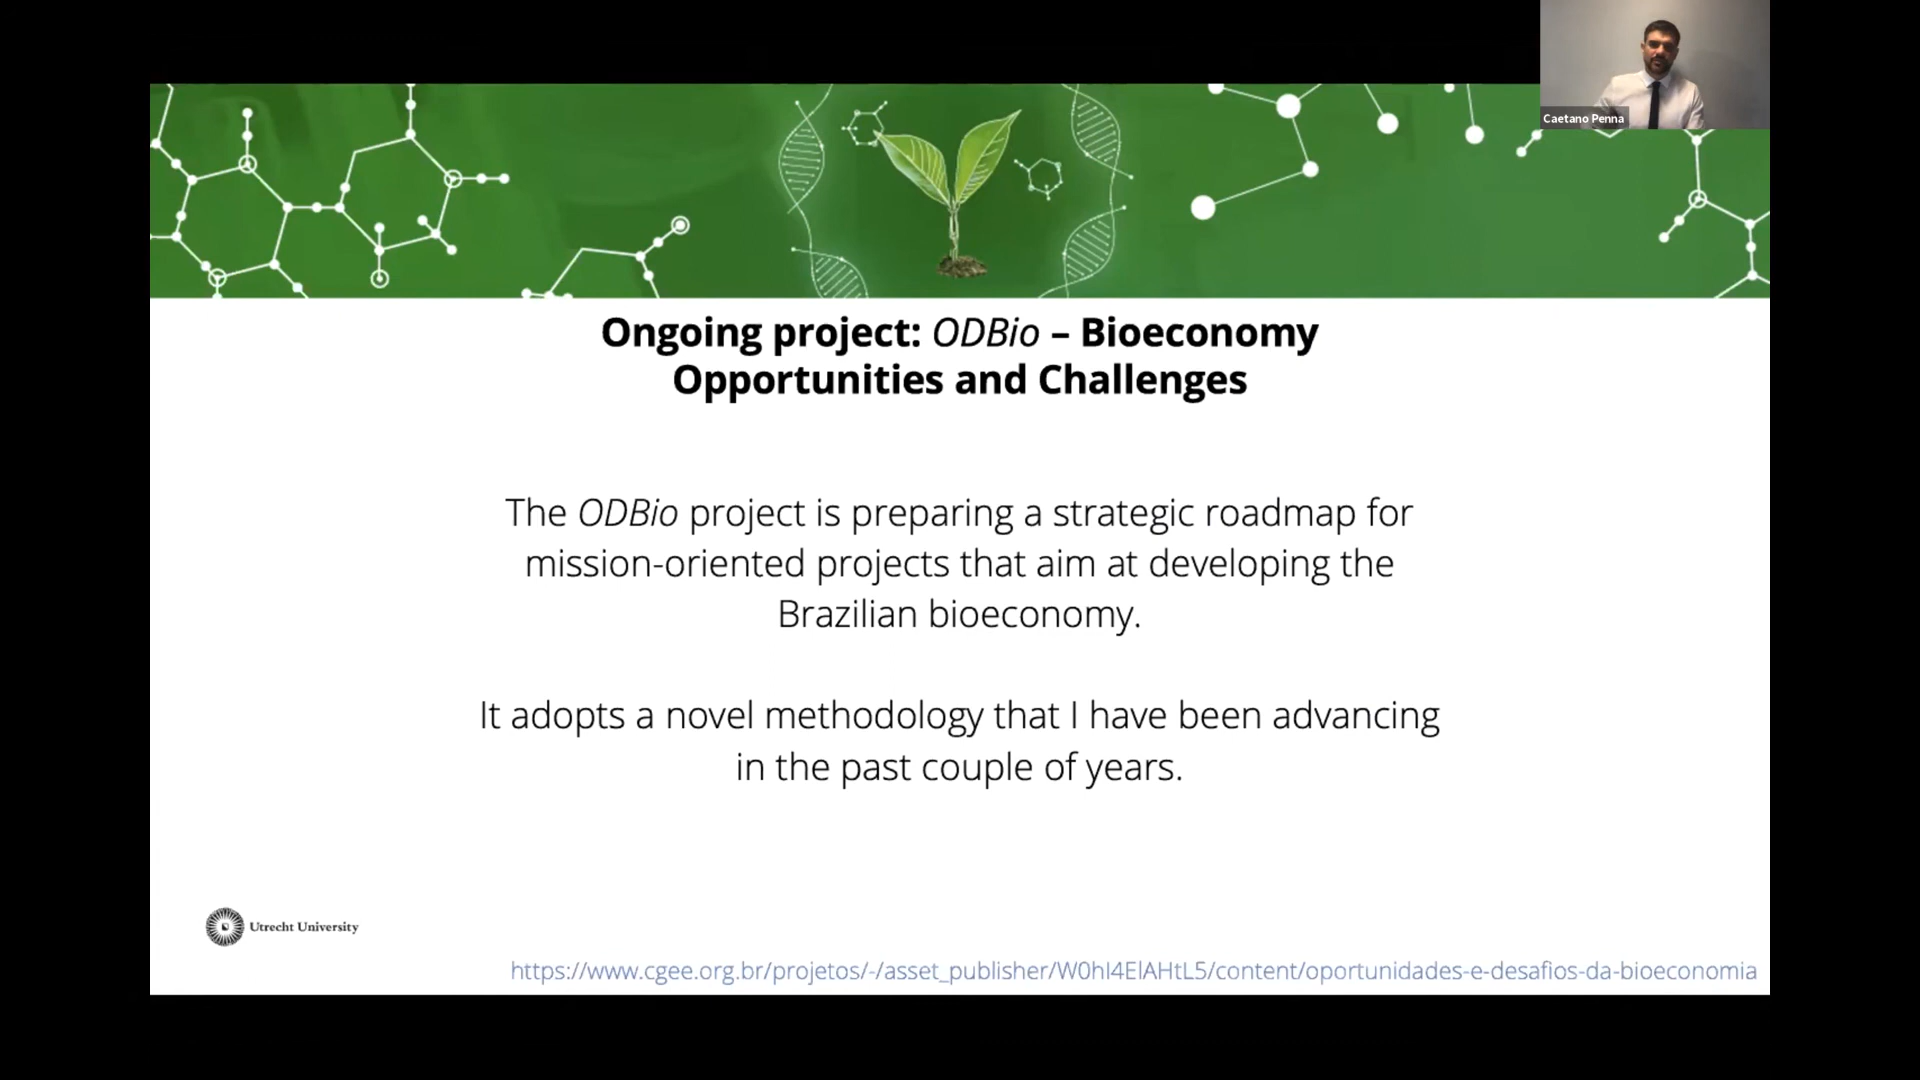 Caetano Penna
Ongoing project: ODBio – Bioeconomy
Opportunities and Challenges
The ODBio project is preparing a strategic roadmap for
mission-oriented projects that aim at developing the
Brazilian bioeconomy.
It adopts a novel methodology that I have been advancing
in the past couple of years.
Utrecht University
https://www.cgee.org.br/projetos/-/asset_publisher/W0hI4ElAHtL5/content/oportunidades-e-desafios-da-bioeconomia